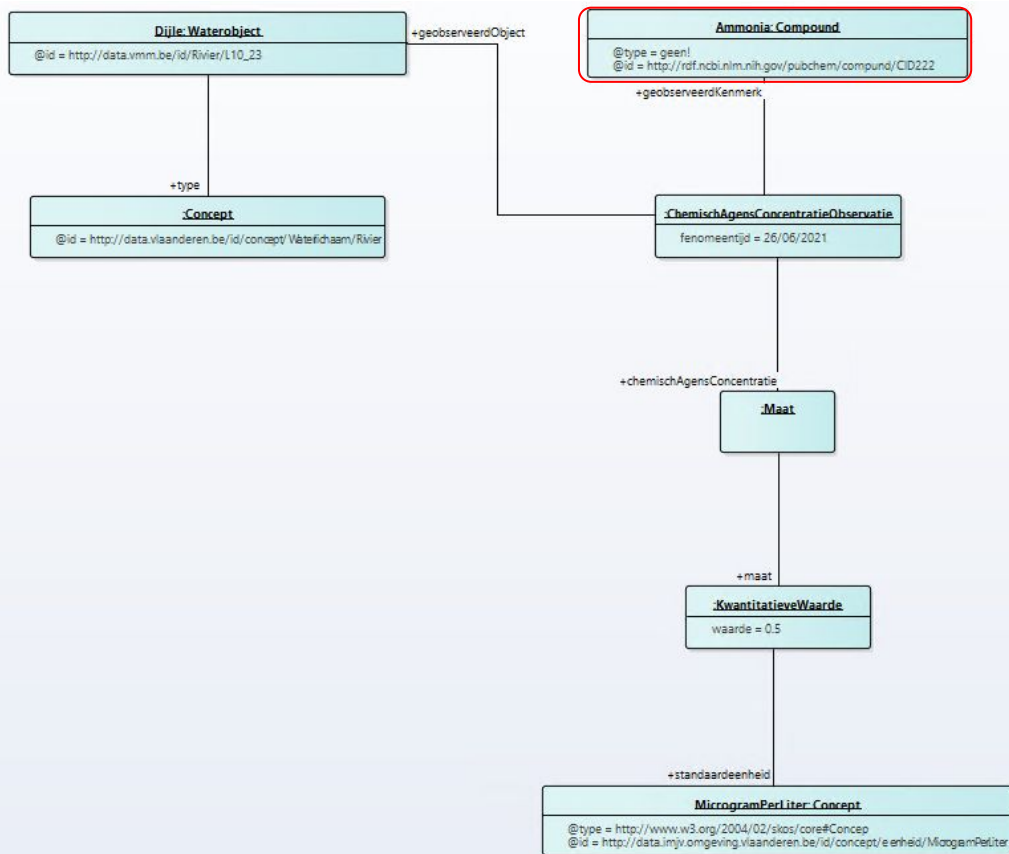 Dijle: Waterobject
@id = http://data.vmm.be/id/Rivier/L10_23
+geobserveerdObject
Ammonia: Compound
@type = geen!
@id = http://rdf.ncbi.nlm.nih.gov/pubchem/compund/CID222
+geobserveerdKenmerk
+type
:Concept
@id = http://data.vlaanderen.be/id/concept/Waterlichaam/Rivier
:ChemischAgensConcentratieObservatie
fenomeentijd = 26/06/2021
+chemischAgensConcentratie
:Maat
+maat
:KwantitatieveWaarde
waarde = 0.5
+standaardeenheid
MicrogramPerLiter: Concept
@type = http://www.w3.org/2004/02/skos/core#Concep
@id = http://data.imjv.omgeving.vlaanderen.be/id/concept/eenheid/MicrogramPerLiter